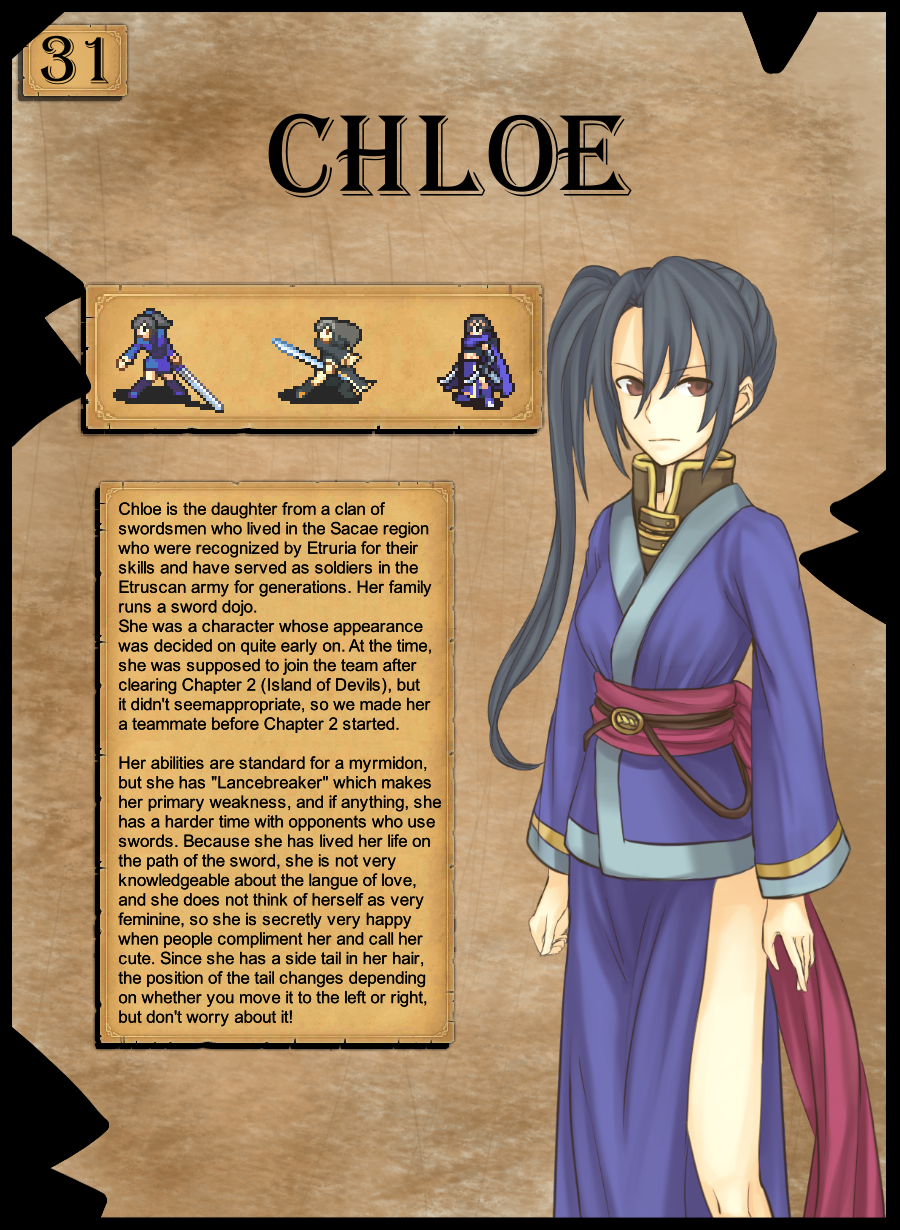 31
CHLOE
Chloe is the daughter from a clan of
swordsmen who lived in the Sacae region
who were recognized by Etruria for their
skills and have served as soldiers in the
Etruscan army for generations. Her family
runs a sword dojo.
She was a character whose appearance
was decided on quite early on. At the time,
she was supposed to join the team after
clearing Chapter 2 (Island of Devils), but
it didn't seemappropriate, so we made her
a teammate before Chapter 2 started.
Her abilities are standard for a myrmidon,
but she has "Lancebreaker" which makes
her primary weakness, and if anything, she
has a harder time with opponents who use
swords. Because she has lived her life on
the path of the sword, she is not very
knowledgeable about the langue of love,
and she does not think of herself as very
feminine, so she is secretly very happy
when people compliment her and call her
cute. Since she has a side tail in her hair,
the position of the tail changes depending
on whether you move it to the left or right,
but don't worry about it!